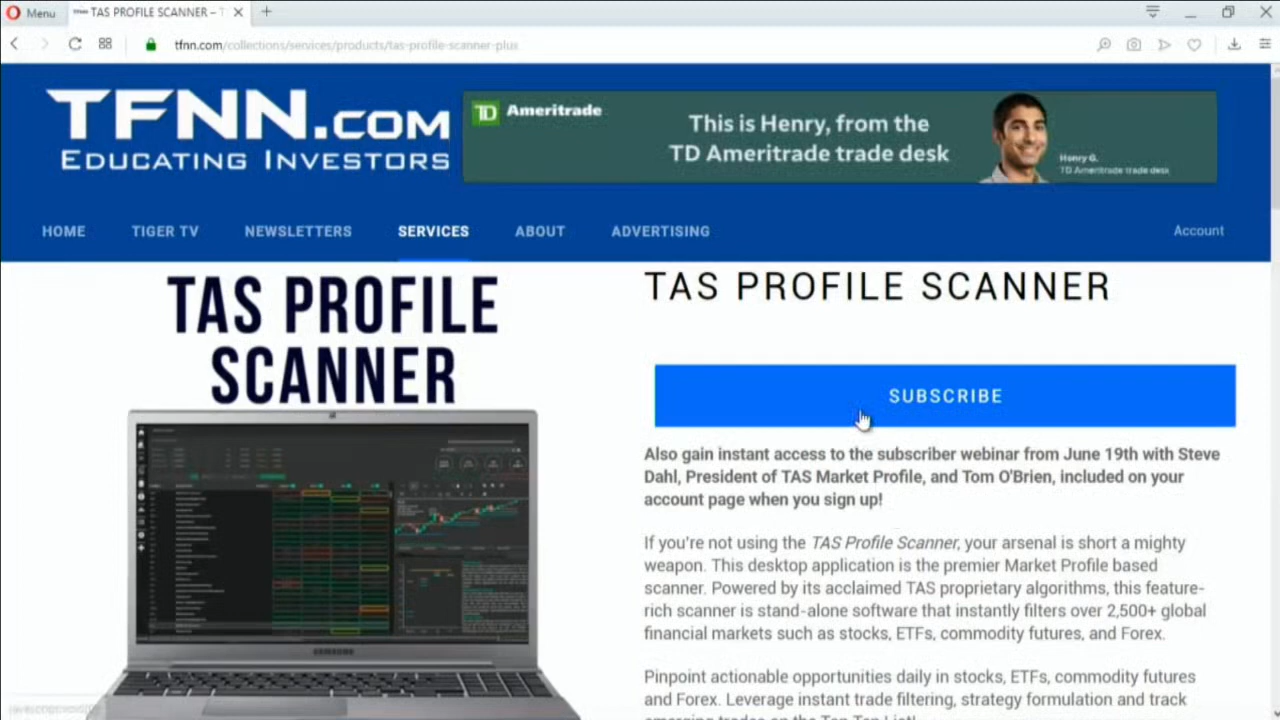 Menu
TAS PROFILE SCANNER –
tfnn.com/collections/services/products/tas-profile-scanner-plus
TFNN.COM
EDUCATING INVESTORS
TD Ameritrade
This is Henry, from the
TD Ameritrade trade desk
Henry G.
TD Ameritrade trade desk
HOME
TIGER TV
NEWSLETTERS
SERVICES
ABOUT
ADVERTISING
Account
TAS PROFILE
SCANNER
SAMSUNG
TAS PROFILE SCANNER
SUBSCRIBE
Also gain instant access to the subscriber webinar from June 19th with Steve
Dahl, President of TAS Market Profile, and Tom O'Brien, included on your
account page when you sign up!
If you're not using the TAS Profile Scanner, your arsenal is short a mighty
weapon. This desktop application is the premier Market Profile based
scanner. Powered by its acclaimed TAS proprietary algorithms, this feature-
rich scanner is stand-alone software that instantly filters over 2,500+ global
financial markets such as stocks, ETFs, commodity futures, and Forex.
Pinpoint actionable opportunities daily in stocks, ETFs, commodity futures
and Forex. Leverage instant trade filtering, strategy formulation and track
emerging trades on the Top Ten List!